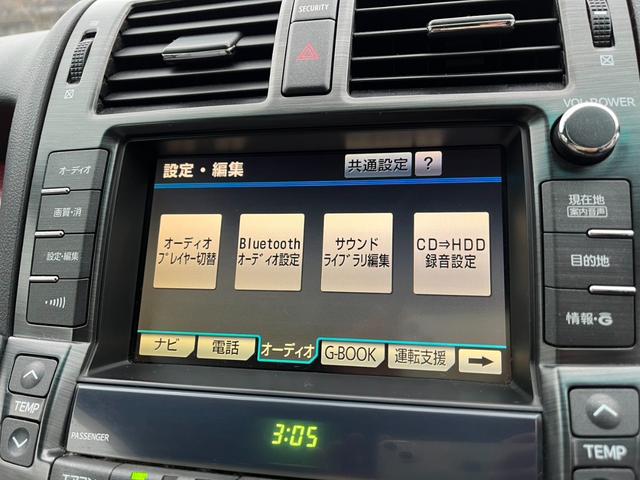 SECURITY
VOL·POWER
オーディオ
画質・消
設定・編集
設定・編集
共通設定
?
オーディオ
プレイヤー切替
Bluetooth
オーディオ設定
サウンド
ライブラリ編集
CD⇒HDD
録音設定
ナビ
電話
オーディオ
G-BOOK
運転支援
現在地
案内音声
目的地
情報・G
TEMP
PASSENGER
3:05
TEMP
エアコン